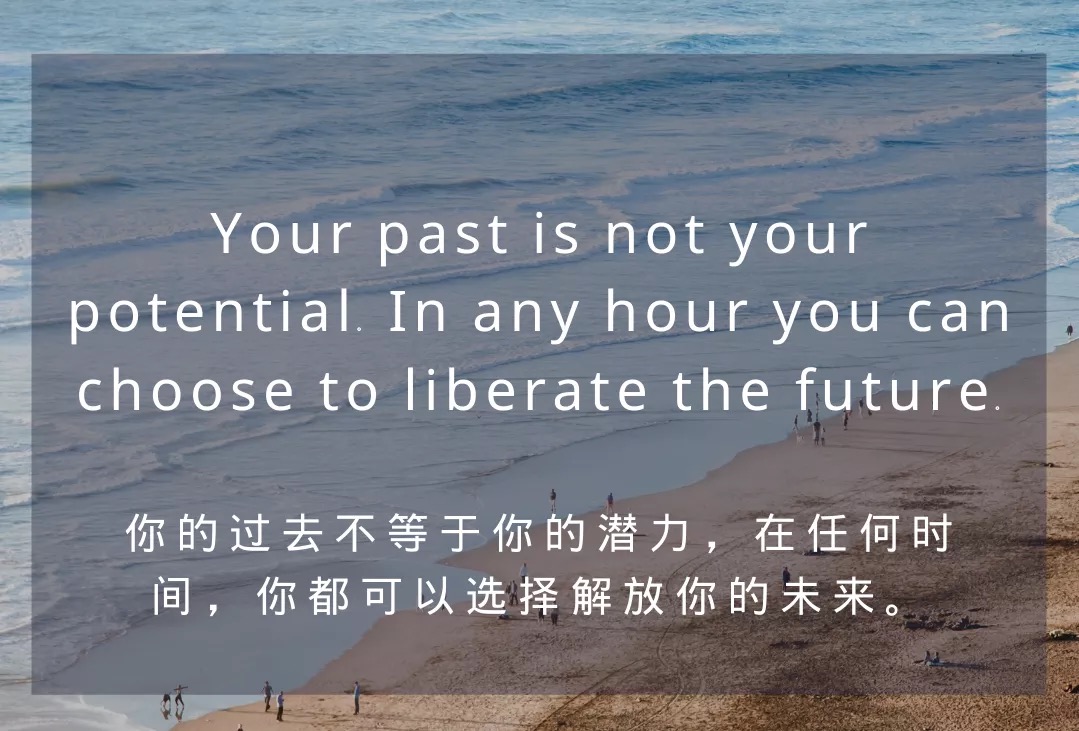 Your past is not your
potential. In any hour you can
choose to liberate the future.
你的过去不等于你的潜力，在任何时
间，你都可以选择解放你的未来。